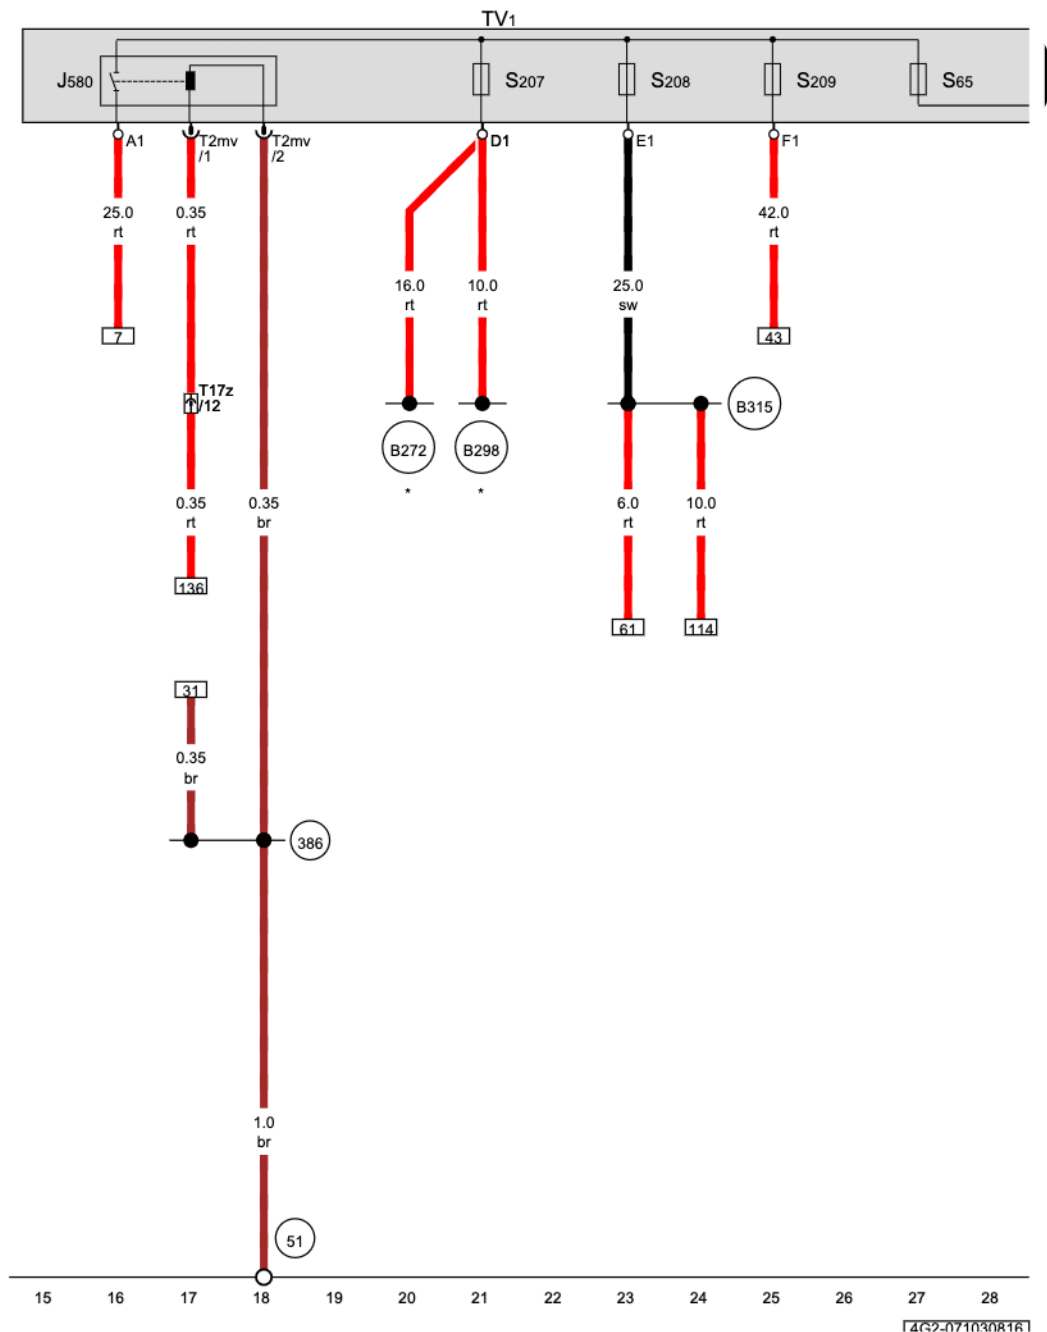 TV1
J580
S207
S208
S209
S65
A1
T2mv
/1
T2mv
/2
D1
E1
F1
25.0
rt
0.35
rt
42.0
rt
16.0
rt
10.0
rt
25.0
sw
7
43
T17z
/12
B315
B272
B298
*
*
0.35
rt
0.35
br
6.0
rt
10.0
rt
136
61
114
31
0.35
br
386
1.0
br
51
15 16 17 18 19 20 21 22 23 24 25 26 27 28
4G2-071030816